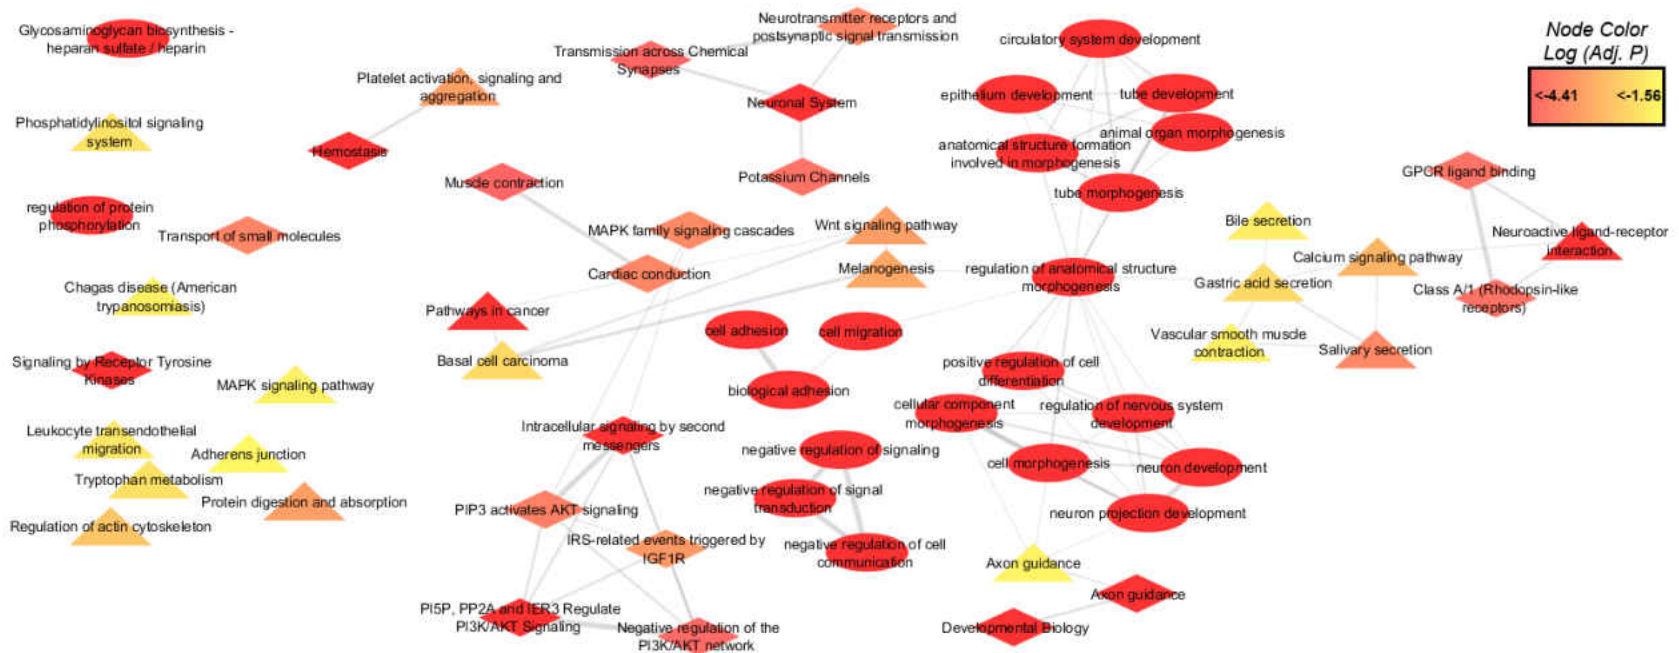 Glycosaminoglycan biosynthesis -
heparan sulfate / heparin
Phosphatidylinositol signaling
system
regulation of protein
phosphorylation
Transport of small molecules
Chagas disease (American
trypanosomiasis)
Signaling by Receptor Tyrosine
Kinases
MAPK signaling pathway
Leukocyte transendothelial
migration
Adherens junction
Tryptophan metabolism
Protein digestion and absorption
Regulation of actin cytoskeleton
Platelet activation, signaling and
aggregation
Hemostasis
Neurotransmitter receptors and
postsynaptic signal transmission
Transmission across Chemical
Synapses
Neuronal System
Potassium Channels
Muscle contraction
MAPK family signaling cascades
Cardiac conduction
Wnt signaling pathway
Melanogenesis
Pathways in cancer
Basal cell carcinoma
cell adhesion
cell migration
biological adhesion
Intracellular signaling by second
messengers
PIP3 activates AKT signaling
IRS-related events triggered by
IGF1R
PI5P, PP2A and IER3 Regulate
PI3K/AKT Signaling
Negative regulation of the
PI3K/AKT network
negative regulation of signaling
negative regulation of signal
transduction
negative regulation of cell
communication
circulatory system development
epithelium development
tube development
animal organ morphogenesis
anatomical structure formation
involved in morphogenesis
tube morphogenesis
regulation of anatomical structure
morphogenesis
positive regulation of cell
differentiation
cellular component
morphogenesis
regulation of nervous system
development
cell morphogenesis
neuron development
neuron projection development
Axon guidance
Axon guidance
Developmental Biology
Bile secretion
Calcium signaling pathway
Gastric acid secretion
Vascular smooth muscle
contraction
Salivary secretion
GPCR ligand binding
Neuroactive ligand-receptor
interaction
Class A/1 (Rhodopsin-like
receptors)
Node Color
Log (Adj. P)
<-4.41 <-1.56